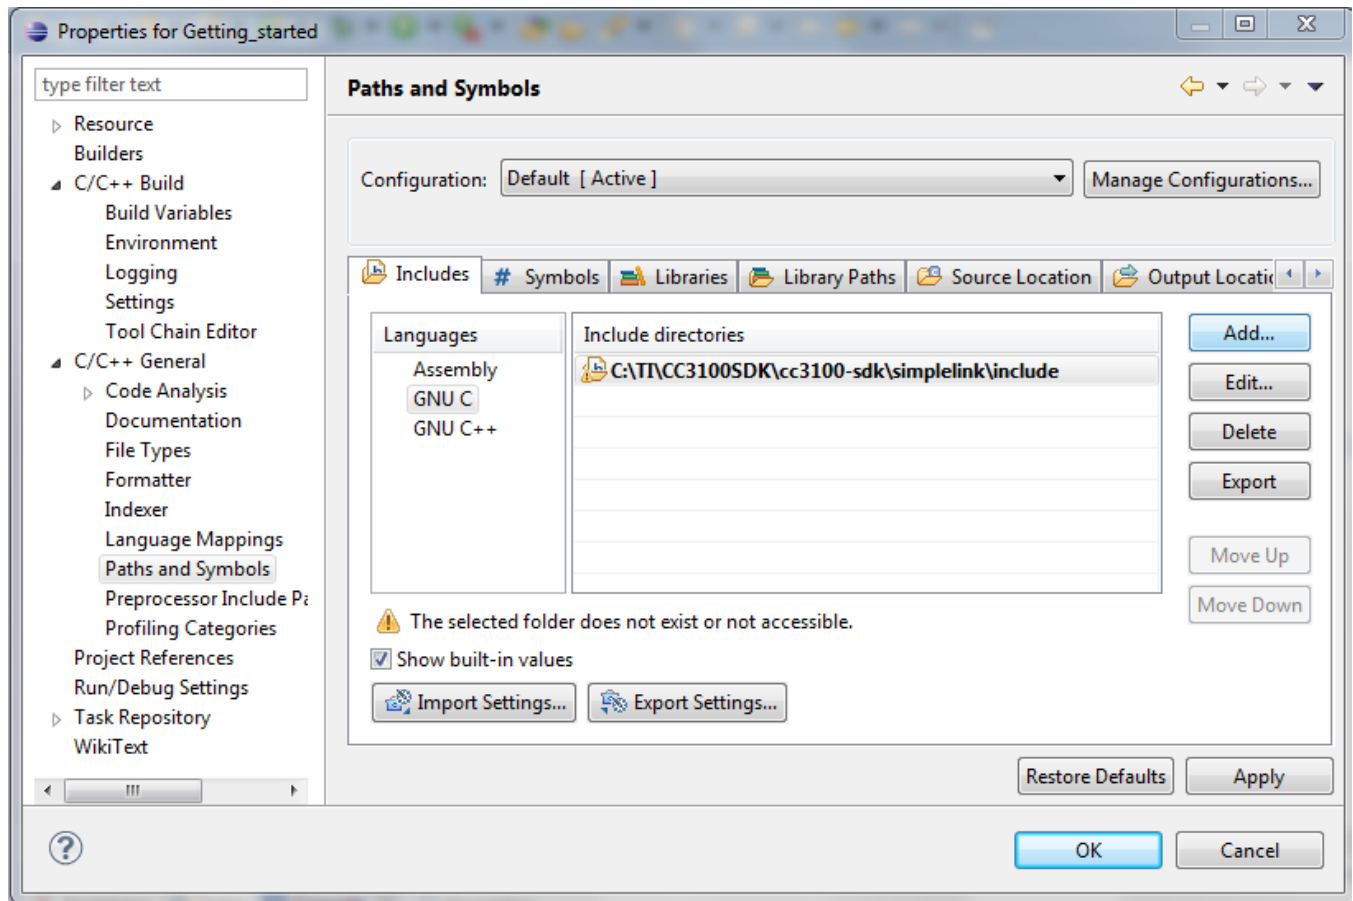 Properties for Getting_started
type filter text
Resource
Builders
C/C++ Build
Build Variables
Environment
Logging
Settings
Tool Chain Editor
C/C++ General
Code Analysis
Documentation
File Types
Formatter
Indexer
Language Mappings
Paths and Symbols
Preprocessor Include Pa
Profiling Categories
Project References
Run/Debug Settings
Task Repository
WikiText
Paths and Symbols
Configuration: Default [ Active ] Manage Configurations...
Includes # Symbols Libraries Library Paths Source Location Output Locatic
Languages
Assembly
GNU C
GNU C++
Include directories
C:\TI\CC3100SDK\cc3100-sdk\simplelink\include
Add...
Edit...
Delete
Export
Move Up
Move Down
The selected folder does not exist or not accessible.
Show built-in values
Import Settings... Export Settings...
Restore Defaults Apply
OK Cancel